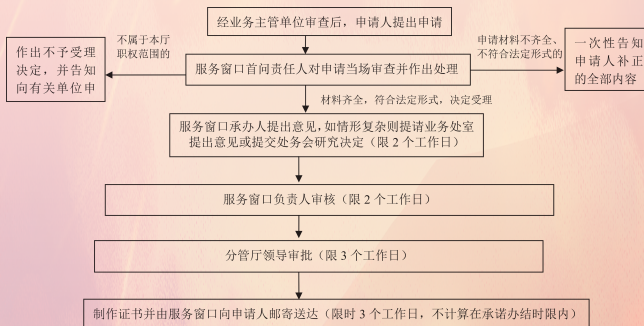 经业务主管单位审查后，申请人提出申请
不属于本厅
职权范围的
申请材料不齐全、
不符合法定形式的
作出不予受理
决定，并告知
向有关单位申
服务窗口首问责任人对申请当场审查并作出处理
一次性告知
申请人补正
的全部内容
材料齐全，符合法定形式，决定受理
服务窗口承办人提出意见，如情形复杂则提请业务处室
提出意见或提交处务会研究决定（限 2 个工作日）
服务窗口负责人审核（限 2 个工作日）
分管厅领导审批（限 3 个工作日）
制作证书并由服务窗口向申请人邮寄送达（限时 3 个工作日，不计算在承诺办结时限内）